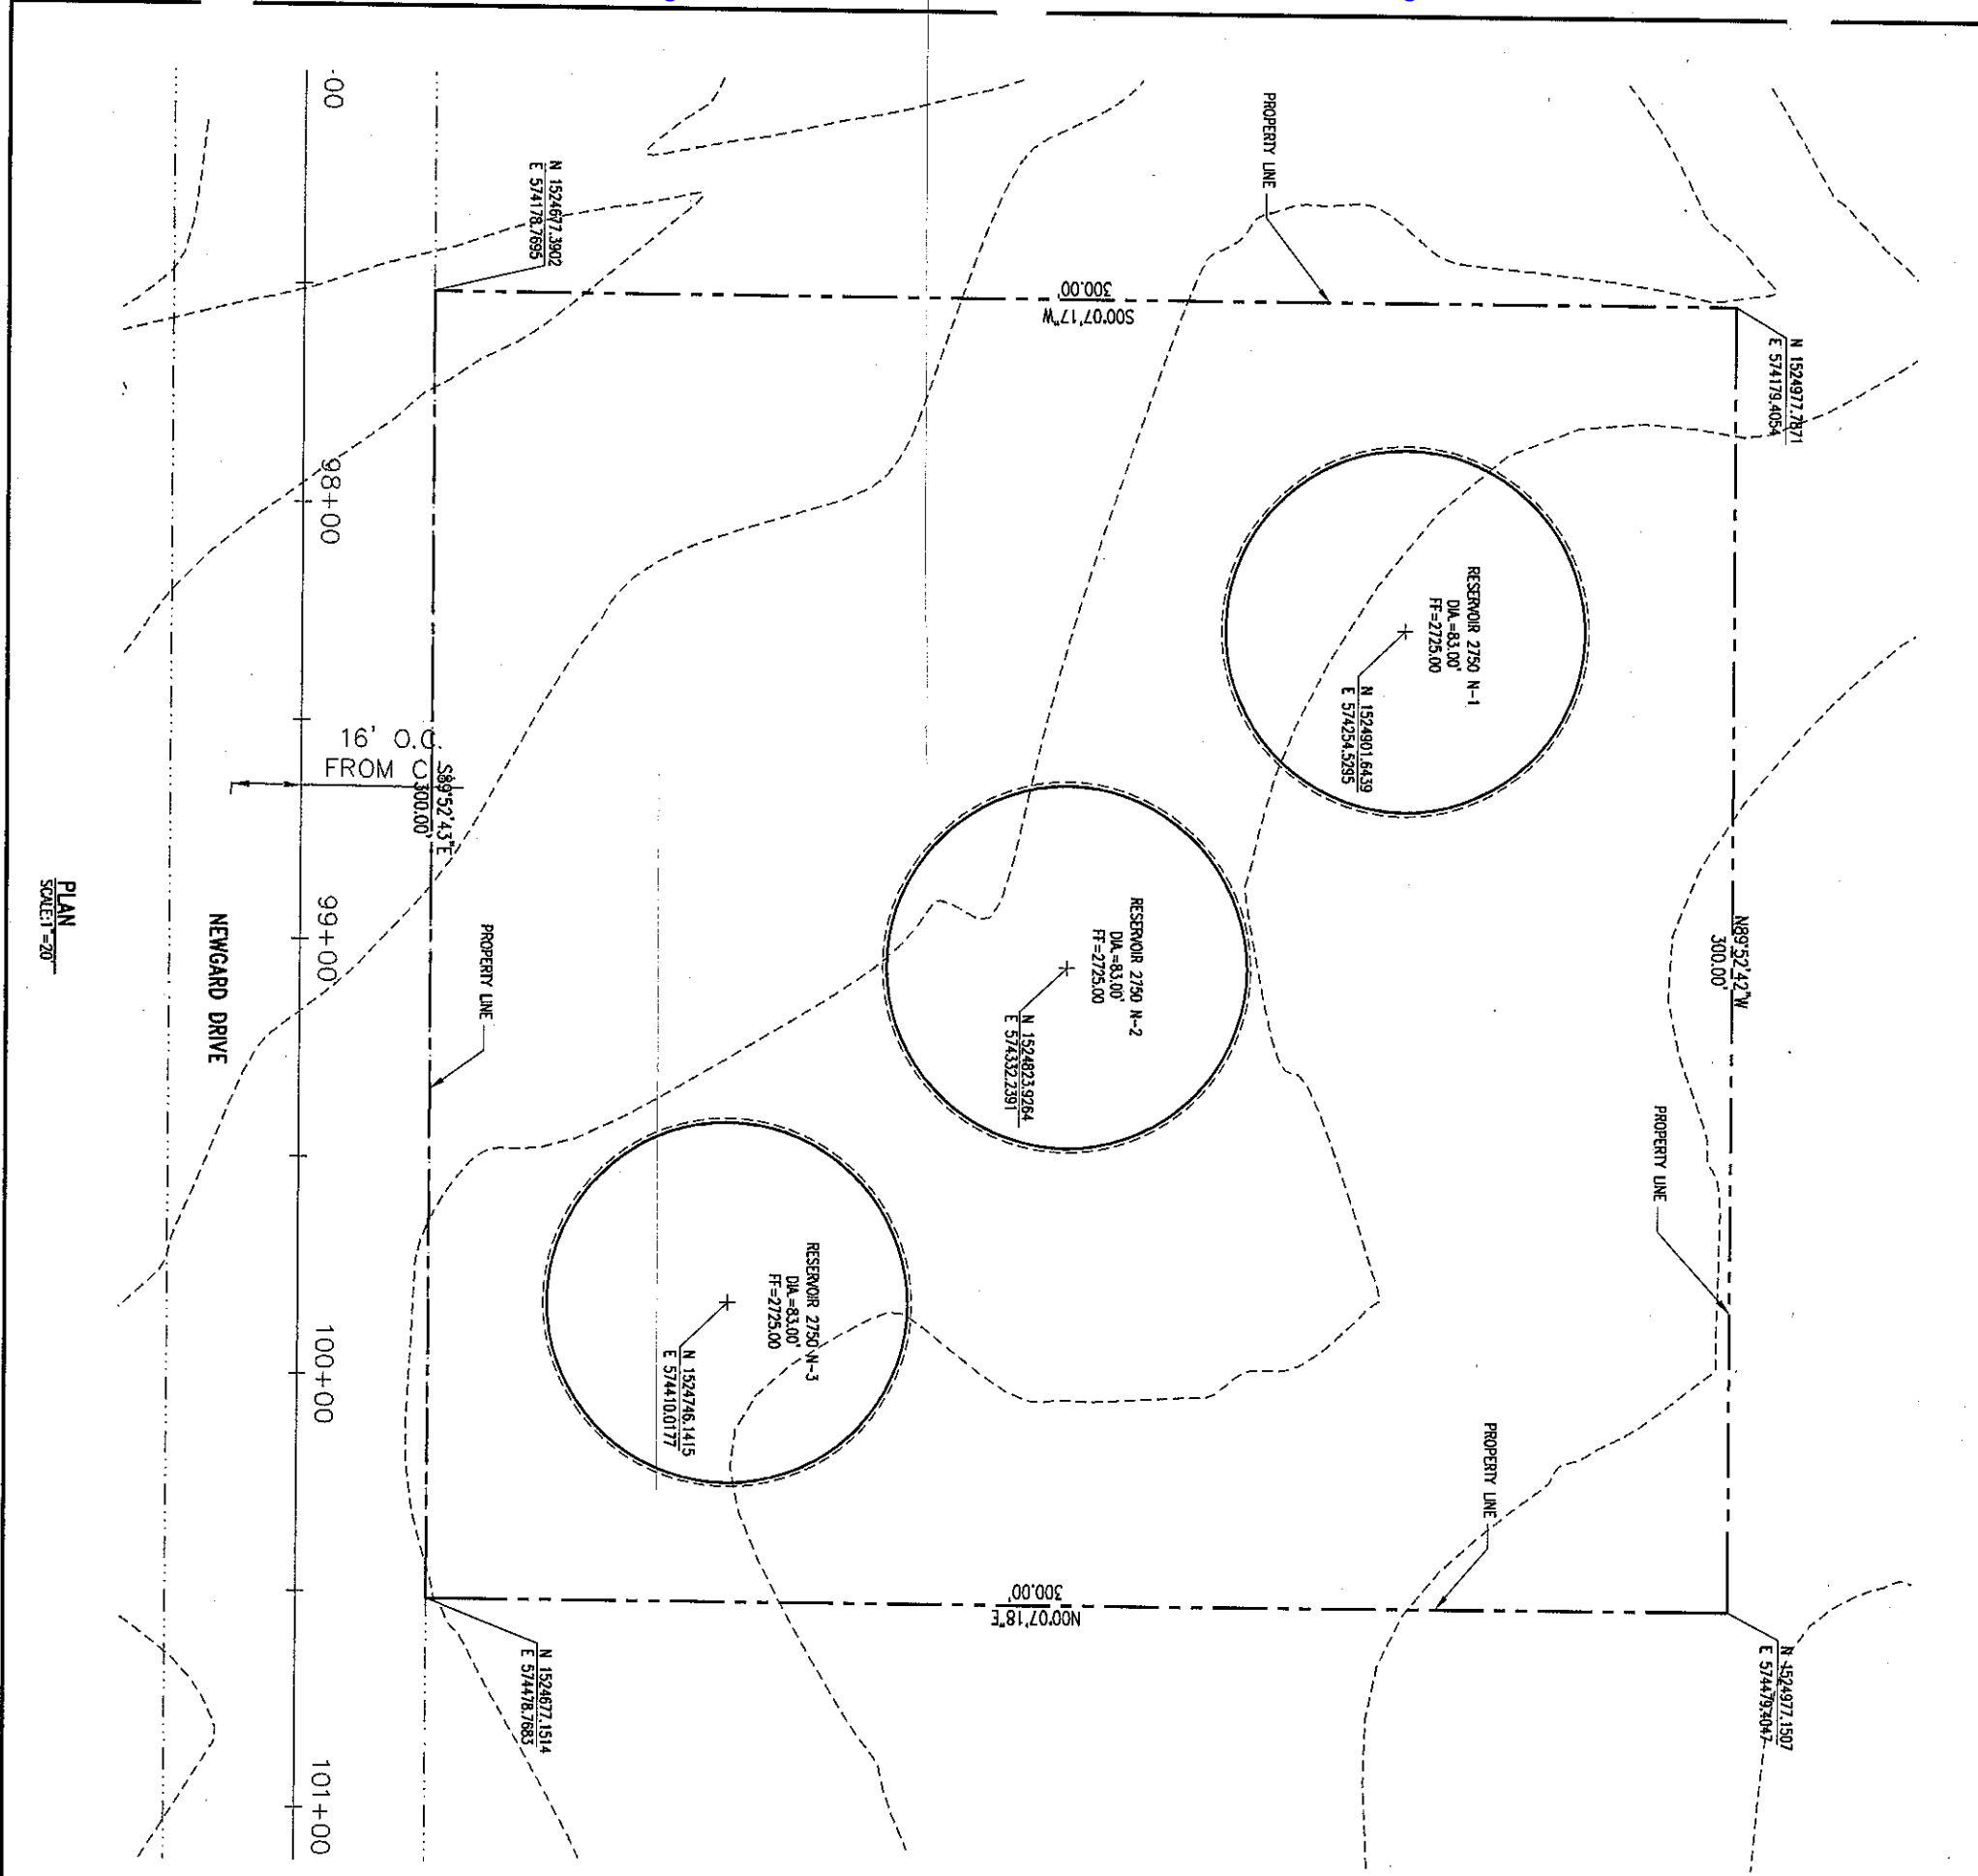 -00
98+00
99+00
100+00
101+00
16' O.C.
FROM C
S89°52'43"E
300.00'
PLAN
SCALE:1"=20'
NEWGARD DRIVE
PROPERTY LINE
N 1524677.3902
E 574178.7695
PROPERTY LINE
300.00'
S00°07'17"W
N 1524977.7871
E 574179.4054
RESERVOIR 2750 N-1
DIA.=83.00'
FF=2725.00
N 1524901.6439
E 574254.5295
RESERVOIR 2750 N-2
DIA.=83.00'
FF=2725.00
N 1524823.9264
E 574332.2391
RESERVOIR 2750 N-3
DIA.=83.00'
FF=2725.00
N 1524746.1415
E 574410.0177
N89°52'42"W
300.00'
PROPERTY LINE
PROPERTY LINE
300.00'
N00°07'18"E
N 1524677.1514
E 574478.7683
N 1524977.1507
E 574479.4047